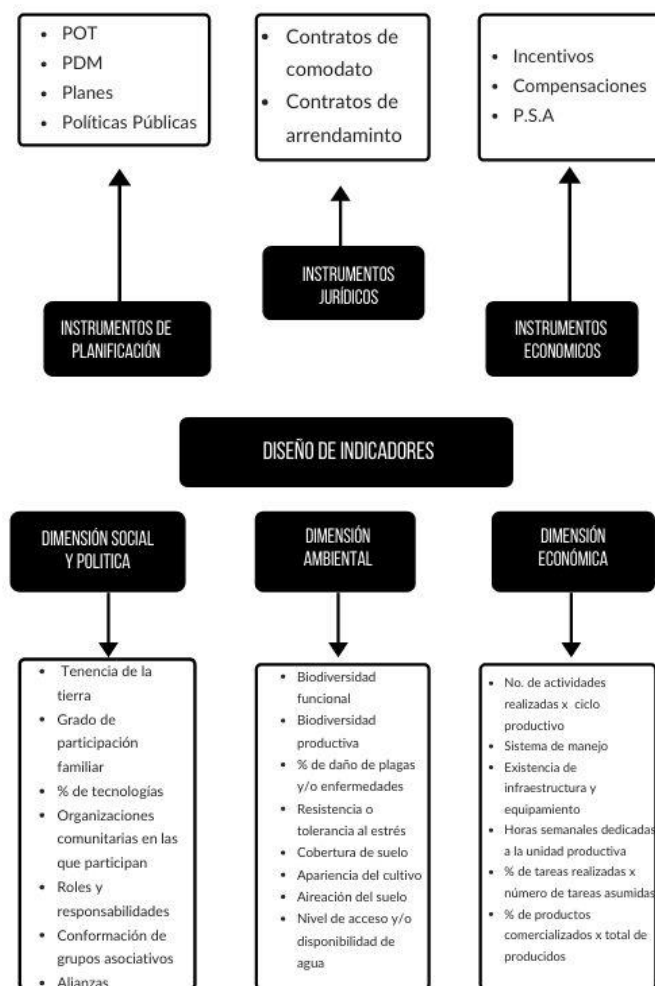 • POT
• PDM
• Planes
• Políticas Públicas
• Contratos de
comodato
• Contratos de
arrendaminto
• Incentivos
• Compensaciones
• P.S.A
INSTRUMENTOS DE
PLANIFICACIÓN
INSTRUMENTOS
JURÍDICOS
INSTRUMENTOS
ECONOMICOS
DISEÑO DE INDICADORES
DIMENSIÓN SOCIAL
Y POLITICA
DIMENSIÓN
AMBIENTAL
DIMENSIÓN
ECONÓMICA
• Tenencia de la
tierra
• Grado de
participación
familiar
• % de tecnologías
• Organizaciones
comunitarias en las
que participan
• Roles y
responsabilidades
• Conformación de
grupos asociativos
• Alianzas
• Biodiversidad
funcional
• Biodiversidad
productiva
• % de daño de plagas
y/o enfermedades
• Resistencia o
tolerancia al estrés
• Cobertura de suelo
• Apariencia del cultivo
• Aireación del suelo
• Nivel de acceso y/o
disponibilidad de
agua
• No. de actividades
realizadas x ciclo
productivo
• Sistema de manejo
• Existencia de
infraestructura y
equipamiento
• Horas semanales dedicadas
a la unidad productiva
• % de tareas realizadas x
número de tareas asumidas
• % de productos
comercializados x total de
producidos